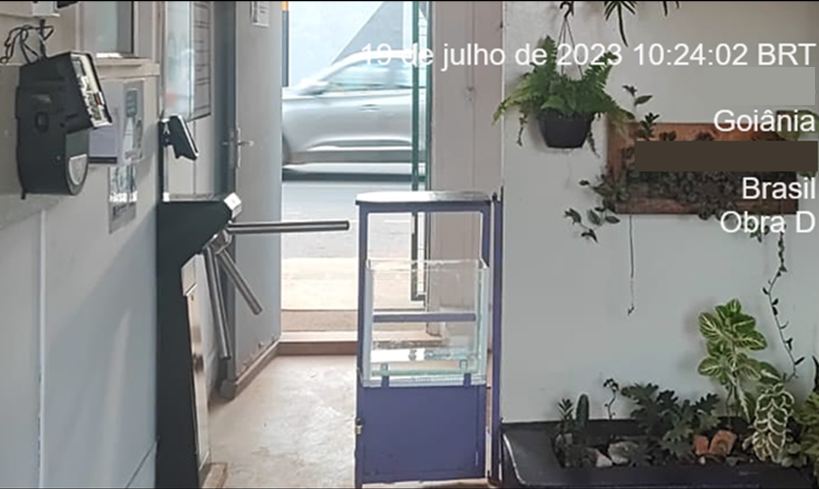 19 de julho de 2023 10:24:02 BRT
Goiânia
Brasil
Obra D